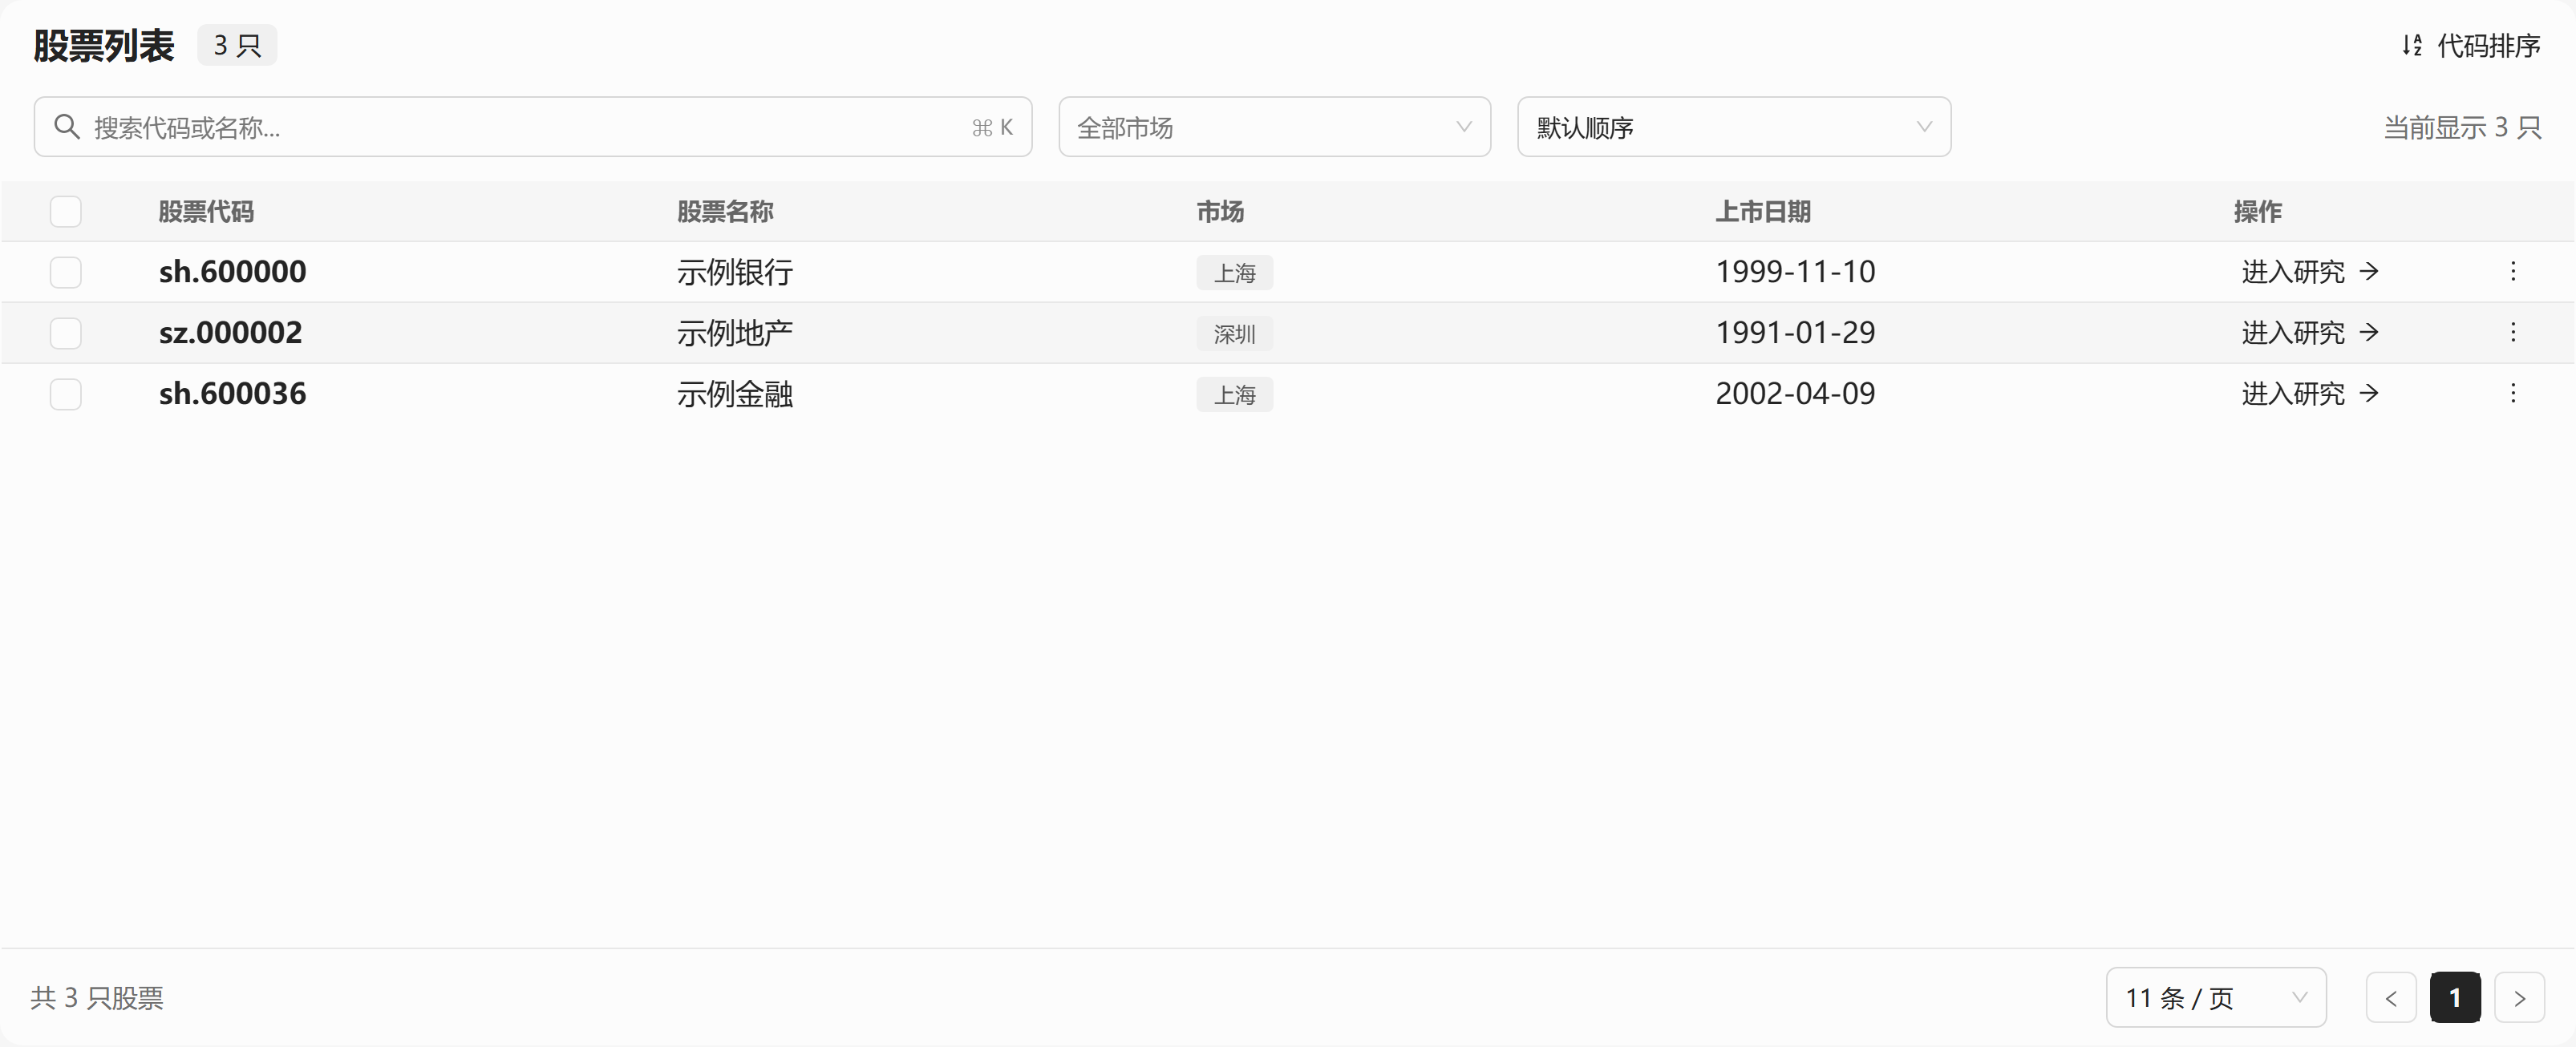 股票列表 3 只 代码排序
搜索代码或名称... ⌘ K 全部市场 默认顺序 当前显示 3 只
股票代码 股票名称 市场 上市日期 操作
sh.600000 示例银行 上海 1999-11-10 进入研究 →
sz.000002 示例地产 深圳 1991-01-29 进入研究 →
sh.600036 示例金融 上海 2002-04-09 进入研究 →
共 3 只股票 11 条 / 页 < 1 >